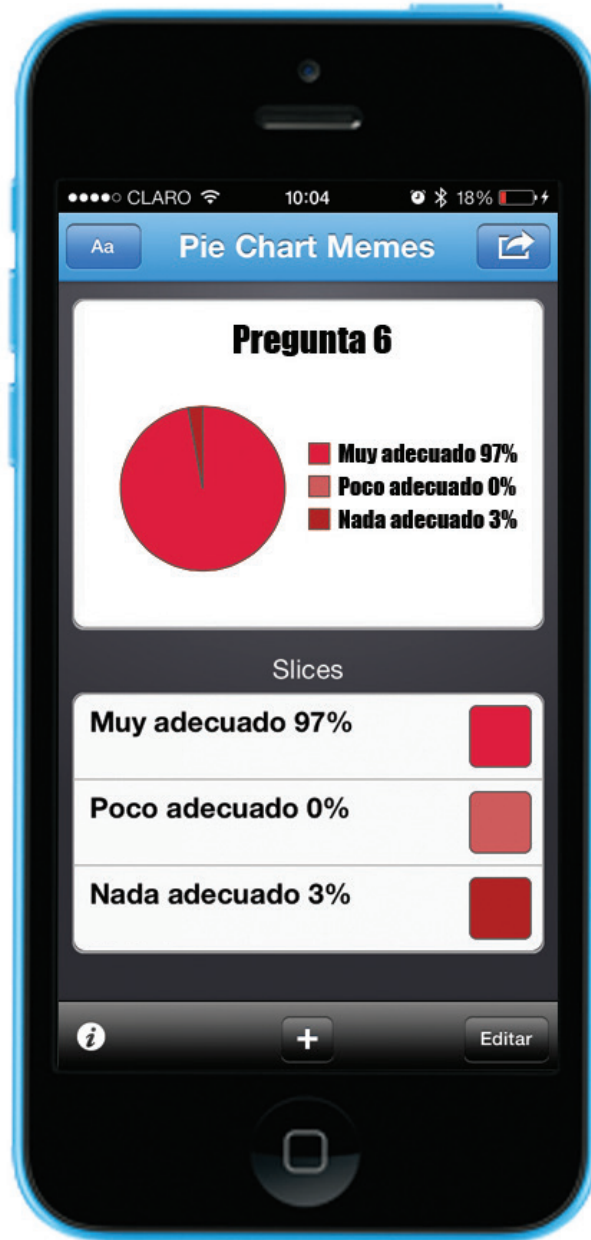 CLARO 10:04 18%
Aa Pie Chart Memes
Pregunta 6
Muy adecuado 97%
Poco adecuado 0%
Nada adecuado 3%
Slices
Muy adecuado 97%
Poco adecuado 0%
Nada adecuado 3%
i + Editar